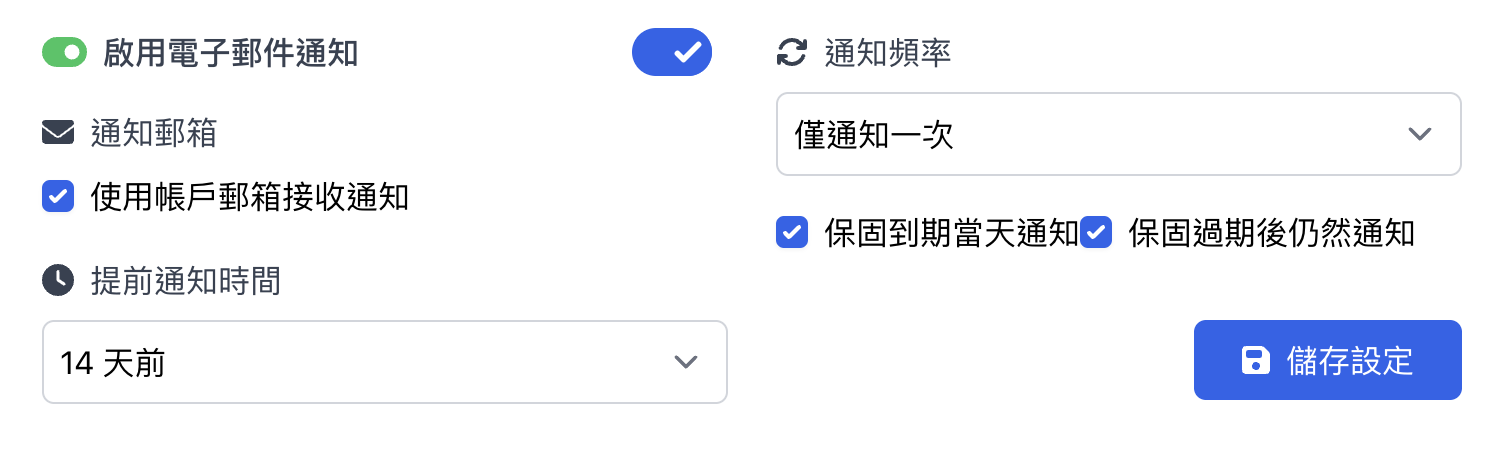 啟用電子郵件通知
通知郵箱
使用帳戶郵箱接收通知
提前通知時間
14 天前
通知頻率
僅通知一次
保固到期當天通知
保固過期後仍然通知
儲存設定